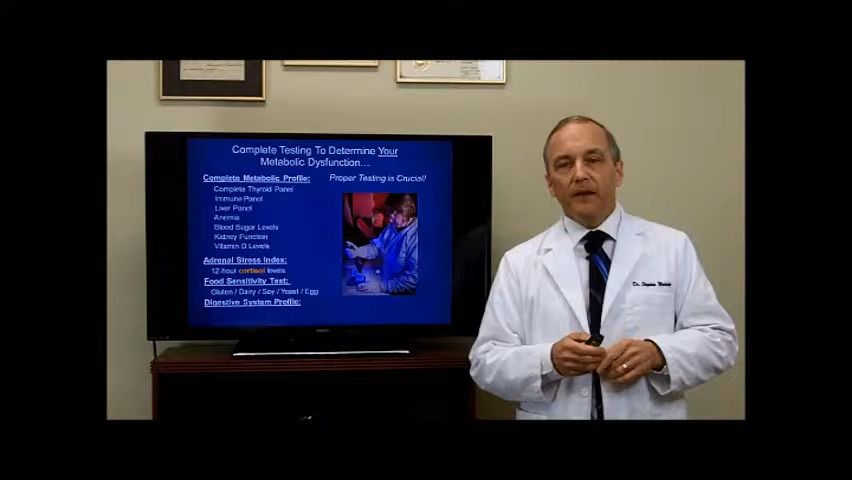 Complete Testing To Determine Your
Metabolic Dysfunction...
Complete Metabolic Profile:
Proper Testing is Crucial!
Complete Thyroid Panel
Immune Panel
Liver Panel
Anemia
Blood Sugar Levels
Kidney Function
Vitamin D Levels
Adrenal Stress Index:
12-hour cortisol levels
Food Sensitivity Test:
Gluten / Dairy / Soy / Yeast / Egg
Digestive System Profile:
Dr.